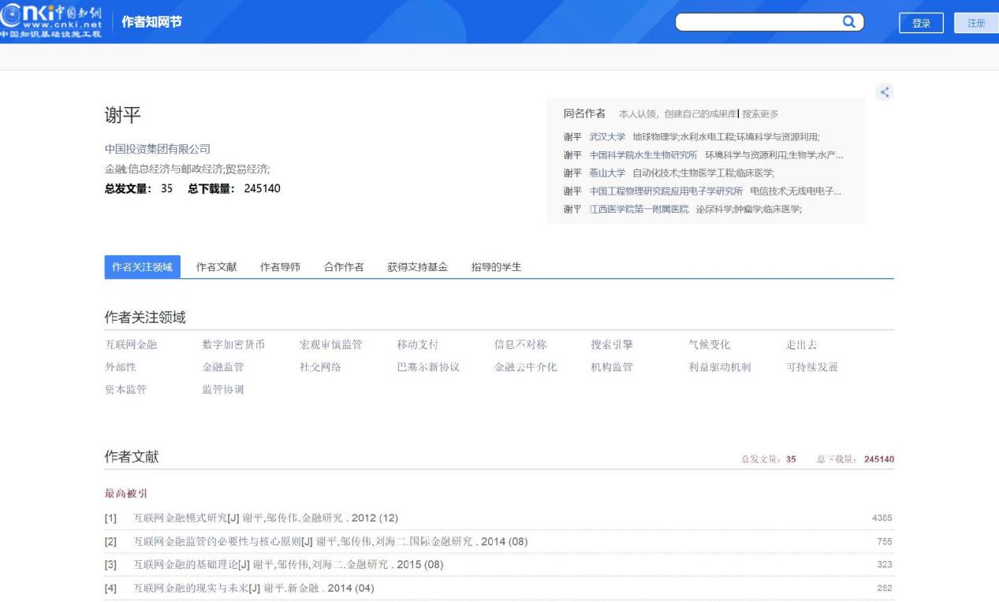 cnki中国知网
www.cnki.net
中国知识基础设施工程
作者知网节
登录
注册
谢平
中国投资集团有限公司
金融;信息经济与邮政经济;贸易经济;
总发文量: 35 总下载量: 245140
同名作者 本人认领,创建自己的成果库| 搜索更多
谢平 武汉大学 地球物理学;水利水电工程;环境科学与资源利用;
谢平 中国科学院水生生物研究所 环境科学与资源利用;生物学;水产...
谢平 燕山大学 自动化技术;生物医学工程;临床医学;
谢平 中国工程物理研究院应用电子学研究所 电信技术;无线电电子...
谢平 江西医学院第一附属医院 泌尿科学;肿瘤学;临床医学;
作者关注领域 作者文献 作者导师 合作作者 获得支持基金 指导的学生
作者关注领域
互联网金融 数字加密货币 宏观审慎监管 移动支付 信息不对称 搜索引擎 气候变化 走出去
外部性 金融监管 社交网络 巴塞尔新协议 金融去中介化 机构监管 利益驱动机制 可持续发展
资本监管 监管协调
作者文献 总发文量: 35 总下载量: 245140
最高被引
[1] 互联网金融模式研究[J] 谢平,邹传伟.金融研究 . 2012 (12) 4385
[2] 互联网金融监管的必要性与核心原则[J] 谢平,邹传伟,刘海二.国际金融研究 . 2014 (08) 755
[3] 互联网金融的基础理论[J] 谢平,邹传伟,刘海二.金融研究 . 2015 (08) 323
[4] 互联网金融的现实与未来[J] 谢平.新金融 . 2014 (04) 252